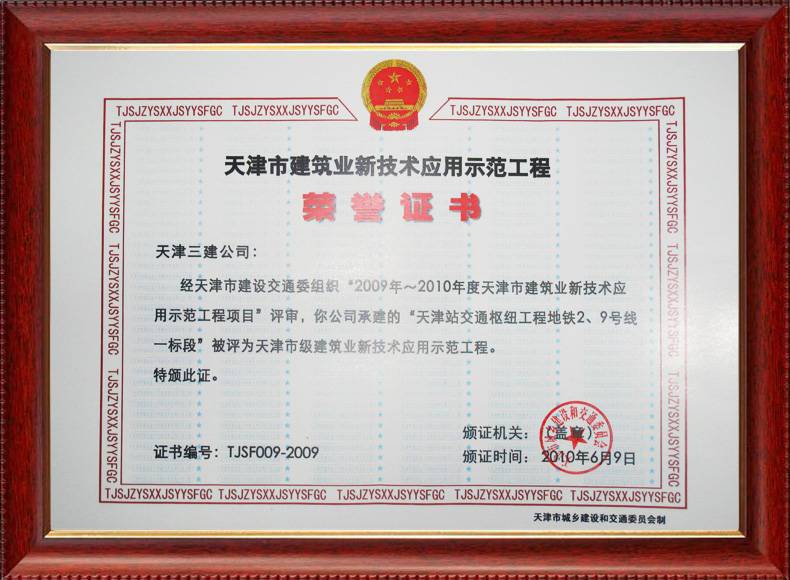 TJSJZYSXXJSYYSFGC TJSJZYSXXJSYYSFGC TJSJZYSXXJSYYSFGC TJSJZYSXXJSYYSFGC
天津市建筑业新技术应用示范工程
荣誉证书
天津三建公司：
经天津市建设交通委组织“2009年～2010年度天津市建筑业新技术应
用示范工程项目”评审，你公司承建的“天津站交通枢纽工程地铁2、9号线
一标段”被评为天津市级建筑业新技术应用示范工程。
特颁此证。
颁证机关：（盖章）
证书编号：TJSF009-2009
颁证时间：2010年6月9日
TJSJZYSXXJSYYSFGC TJSJZYSXXJSYYSFGC TJSJZYSXXJSYYSFGC
TJSJZYSXXJSYYSFGC TJSJZYSXXJSYYSFGC TJSJZYSXXJSYYSFGC
TJSJZYSXXJSYYSFGC TJSJZYSXXJSYYSFGC TJSJZYSXXJSYYSFGC TJSJZYSXXJSYYSFGC TJSJZYSXXJSYYSFGC
天津市城乡建设和交通委员会制